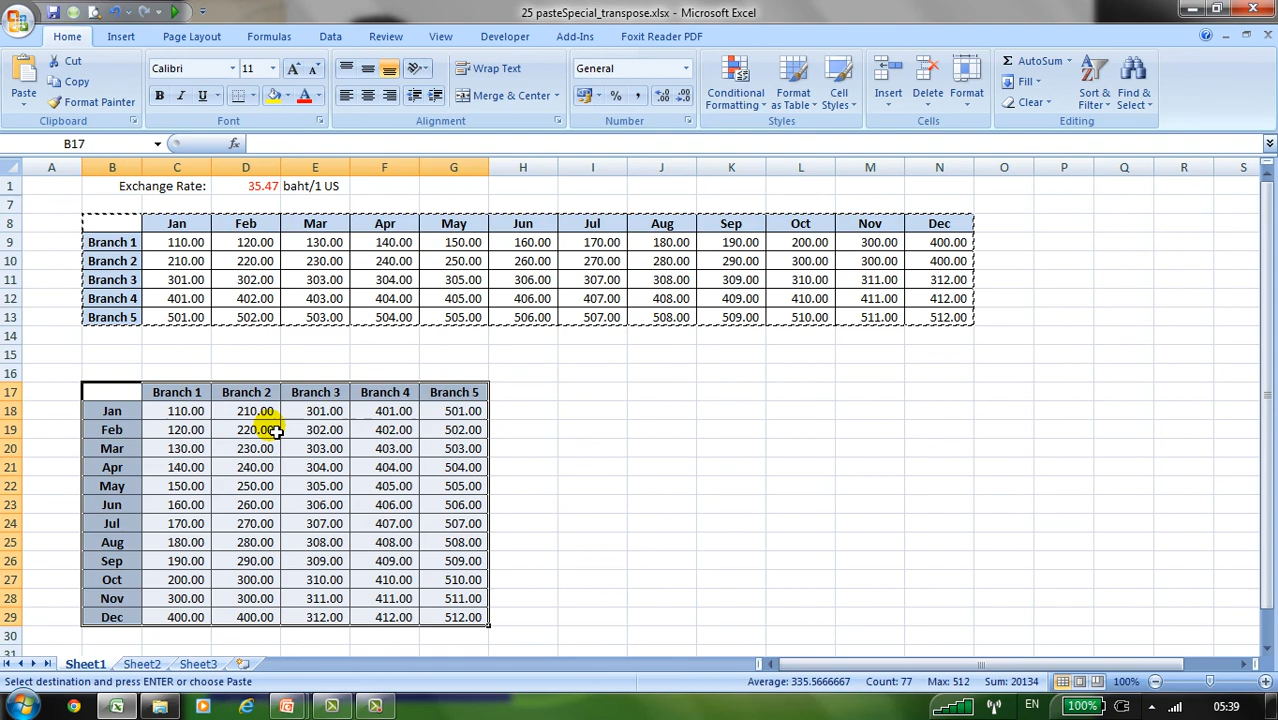 25 pasteSpecial_transpose.xlsx - Microsoft Excel
Home Insert Page Layout Formulas Data Review View Developer Add-Ins Foxit Reader PDF
Paste Cut Copy Format Painter Clipboard
Calibri 11 B I U A Font
Wrap Text Merge & Center Alignment
General % , Number
Conditional Formatting Format as Table Cell Styles Styles
Insert Delete Format Cells
Σ AutoSum Fill Clear Sort & Filter Find & Select Editing
B17 fx
A B C D E F G H I J K L M N O P Q R S
1 Exchange Rate: 35.47 baht/1 US
7
8 Jan Feb Mar Apr May Jun Jul Aug Sep Oct Nov Dec
9 Branch 1 110.00 120.00 130.00 140.00 150.00 160.00 170.00 180.00 190.00 200.00 300.00 400.00
10 Branch 2 210.00 220.00 230.00 240.00 250.00 260.00 270.00 280.00 290.00 300.00 300.00 400.00
11 Branch 3 301.00 302.00 303.00 304.00 305.00 306.00 307.00 308.00 309.00 310.00 311.00 312.00
12 Branch 4 401.00 402.00 403.00 404.00 405.00 406.00 407.00 408.00 409.00 410.00 411.00 412.00
13 Branch 5 501.00 502.00 503.00 504.00 505.00 506.00 507.00 508.00 509.00 510.00 511.00 512.00
14
15
16
17 Branch 1 Branch 2 Branch 3 Branch 4 Branch 5
18 Jan 110.00 210.00 301.00 401.00 501.00
19 Feb 120.00 220.00 302.00 402.00 502.00
20 Mar 130.00 230.00 303.00 403.00 503.00
21 Apr 140.00 240.00 304.00 404.00 504.00
22 May 150.00 250.00 305.00 405.00 505.00
23 Jun 160.00 260.00 306.00 406.00 506.00
24 Jul 170.00 270.00 307.00 407.00 507.00
25 Aug 180.00 280.00 308.00 408.00 508.00
26 Sep 190.00 290.00 309.00 409.00 509.00
27 Oct 200.00 300.00 310.00 410.00 510.00
28 Nov 300.00 300.00 311.00 411.00 511.00
29 Dec 400.00 400.00 312.00 412.00 512.00
30
31
Sheet1 Sheet2 Sheet3
Select destination and press ENTER or choose Paste Average: 335.5666667 Count: 77 Max: 512 Sum: 20134 100%
EN 100% 05:39